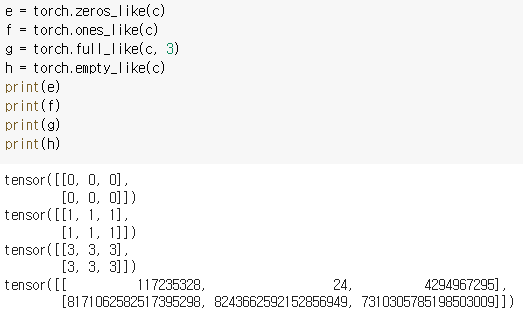 e = torch.zeros_like(c)
f = torch.ones_like(c)
g = torch.full_like(c, 3)
h = torch.empty_like(c)
print(e)
print(f)
print(g)
print(h)
tensor([[0, 0, 0],
        [0, 0, 0]])
tensor([[1, 1, 1],
        [1, 1, 1]])
tensor([[3, 3, 3],
        [3, 3, 3]])
tensor([[          117235328,                  24,          4294967295],
        [8171062582517395298, 8243662592152856949, 7310305785198503009]])